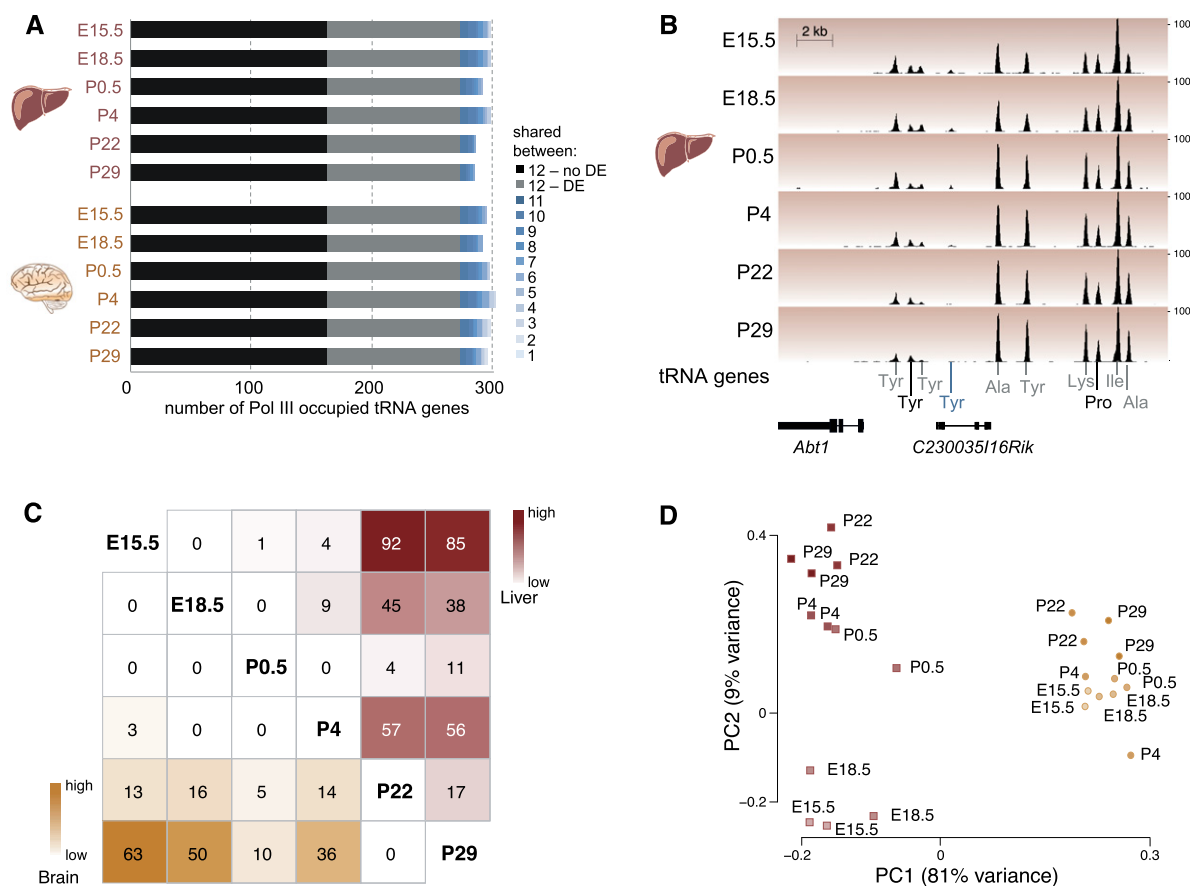 A
E15.5
E18.5
P0.5
P4
P22
P29
E15.5
E18.5
P0.5
P4
P22
P29
0
100
200
300
number of Pol III occupied tRNA genes
shared
between:
12 – no DE
12 – DE
11
10
9
8
7
6
5
4
3
2
1
B
2 kb
E15.5
100
E18.5
100
P0.5
100
P4
100
P22
100
P29
100
tRNA genes
Tyr
Tyr
Tyr
Tyr
Ala
Tyr
Lys
Pro
Ile
Ala
Abt1
C230035I16Rik
C
high
low
Liver
E15.5 0 1 4 92 85
0 E18.5 0 9 45 38
0 0 P0.5 0 4 11
3 0 0 P4 57 56
13 16 5 14 P22 17
63 50 10 36 0 P29
high
low
Brain
D
PC2 (9% variance)
0.4
0
−0.2
P22
P29
P22
P29
P4
P4
P0.5
P0.5
E18.5
E15.5
E15.5
E18.5
P22
P29
P22
P29
P4
P0.5
P0.5
E15.5
E18.5
E15.5
E18.5
P4
−0.2
0
0.3
PC1 (81% variance)